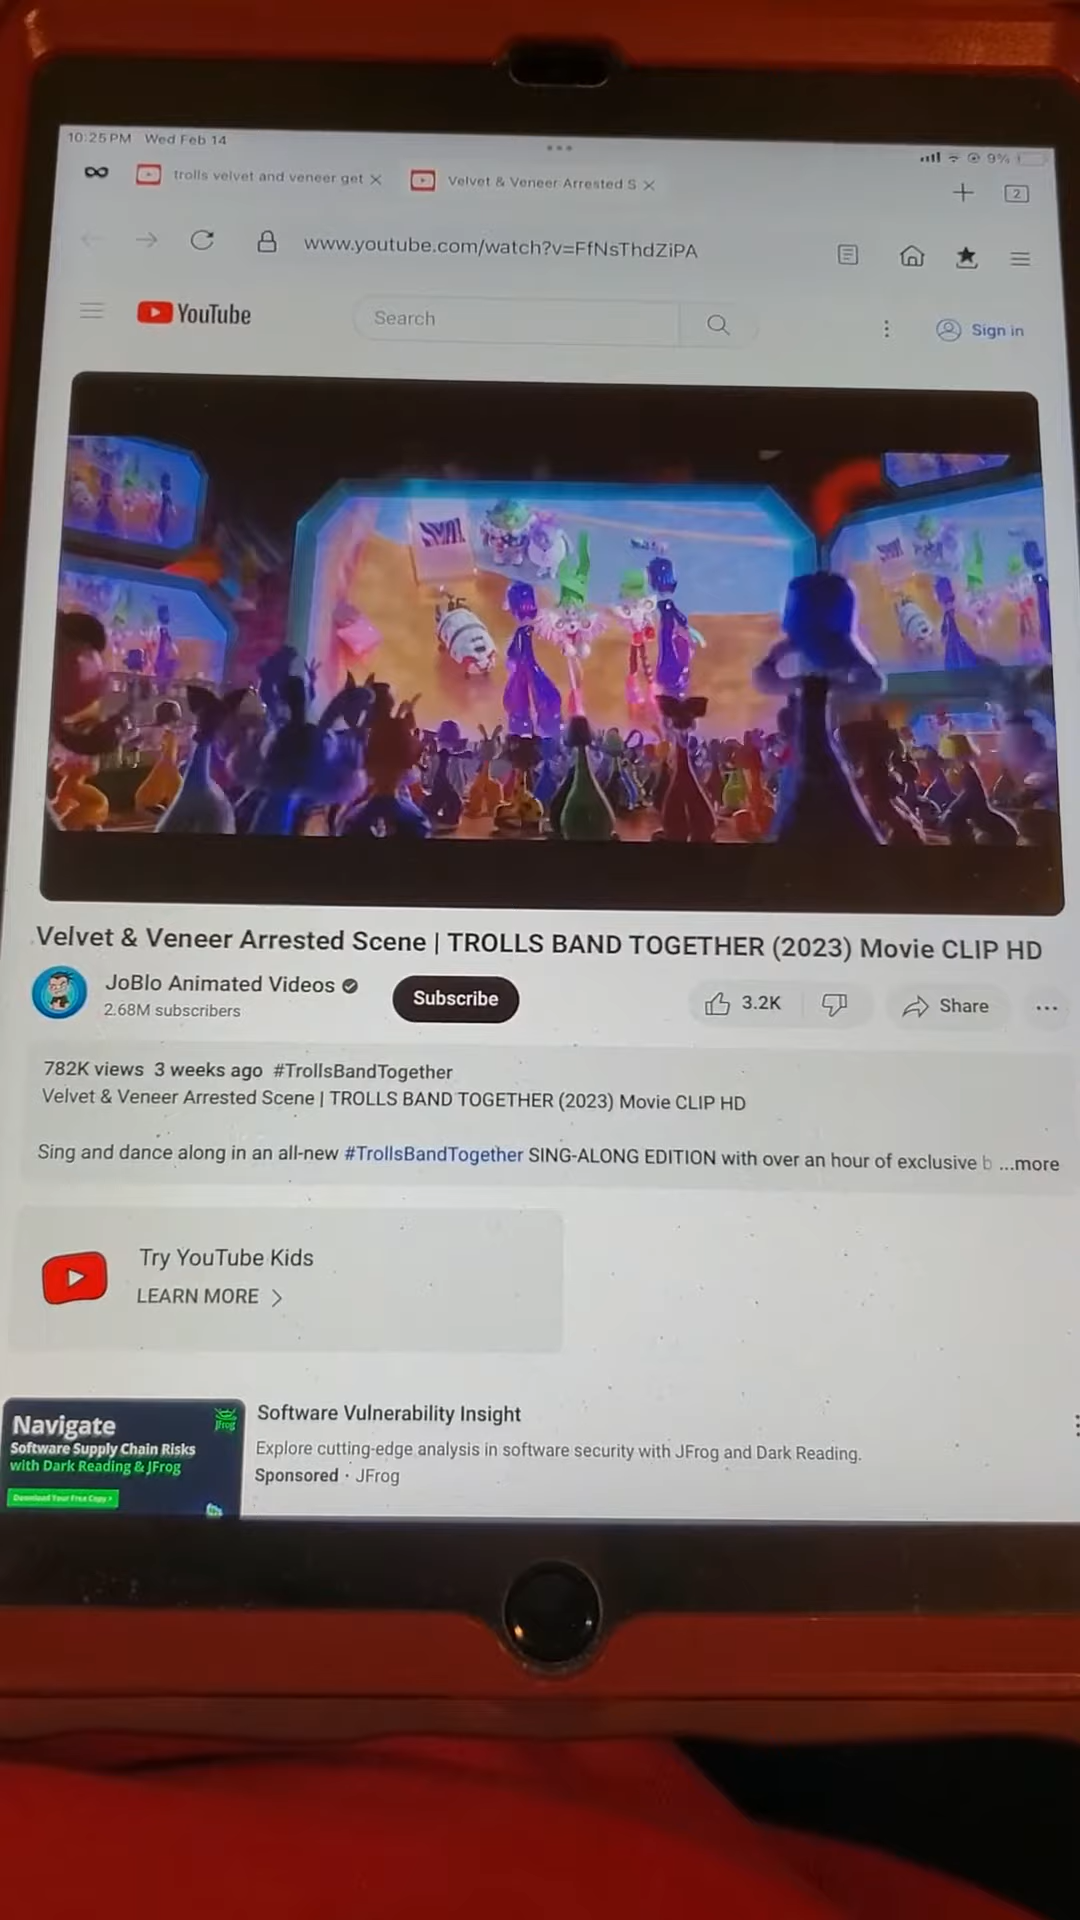 10:25 PM Wed Feb 14
9%
trolls velvet and veneer get
Velvet & Veneer Arrested S
2
www.youtube.com/watch?v=FfNsThdZiPA
YouTube
Search
Sign in
Velvet & Veneer Arrested Scene | TROLLS BAND TOGETHER (2023) Movie CLIP HD
JoBlo Animated Videos
2.68M subscribers
Subscribe
3.2K
Share
782K views 3 weeks ago #TrollsBandTogether
Velvet & Veneer Arrested Scene | TROLLS BAND TOGETHER (2023) Movie CLIP HD
Sing and dance along in an all-new #TrollsBandTogether SING-ALONG EDITION with over an hour of exclusive b ...more
Try YouTube Kids
LEARN MORE
Navigate
Software Supply Chain Risks
with Dark Reading & JFrog
Download Your Free Copy >
JFrog
Software Vulnerability Insight
Explore cutting-edge analysis in software security with JFrog and Dark Reading.
Sponsored · JFrog